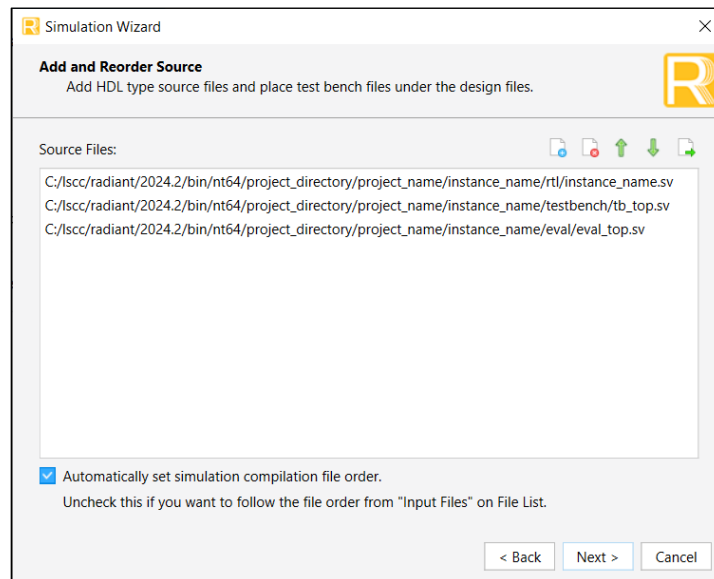 Simulation Wizard
Add and Reorder Source
Add HDL type source files and place test bench files under the design files.
Source Files:
C:/lscc/radiant/2024.2/bin/nt64/project_directory/project_name/instance_name/rtl/instance_name.sv
C:/lscc/radiant/2024.2/bin/nt64/project_directory/project_name/instance_name/testbench/tb_top.sv
C:/lscc/radiant/2024.2/bin/nt64/project_directory/project_name/instance_name/eval/eval_top.sv
Automatically set simulation compilation file order.
Uncheck this if you want to follow the file order from "Input Files" on File List.
< Back Next > Cancel